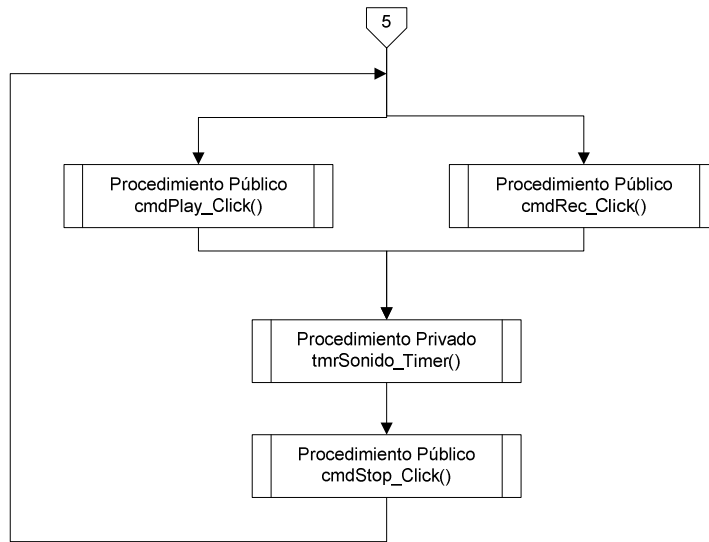 5
Procedimiento Público
cmdPlay_Click()
Procedimiento Público
cmdRec_Click()
Procedimiento Privado
tmrSonido_Timer()
Procedimiento Público
cmdStop_Click()